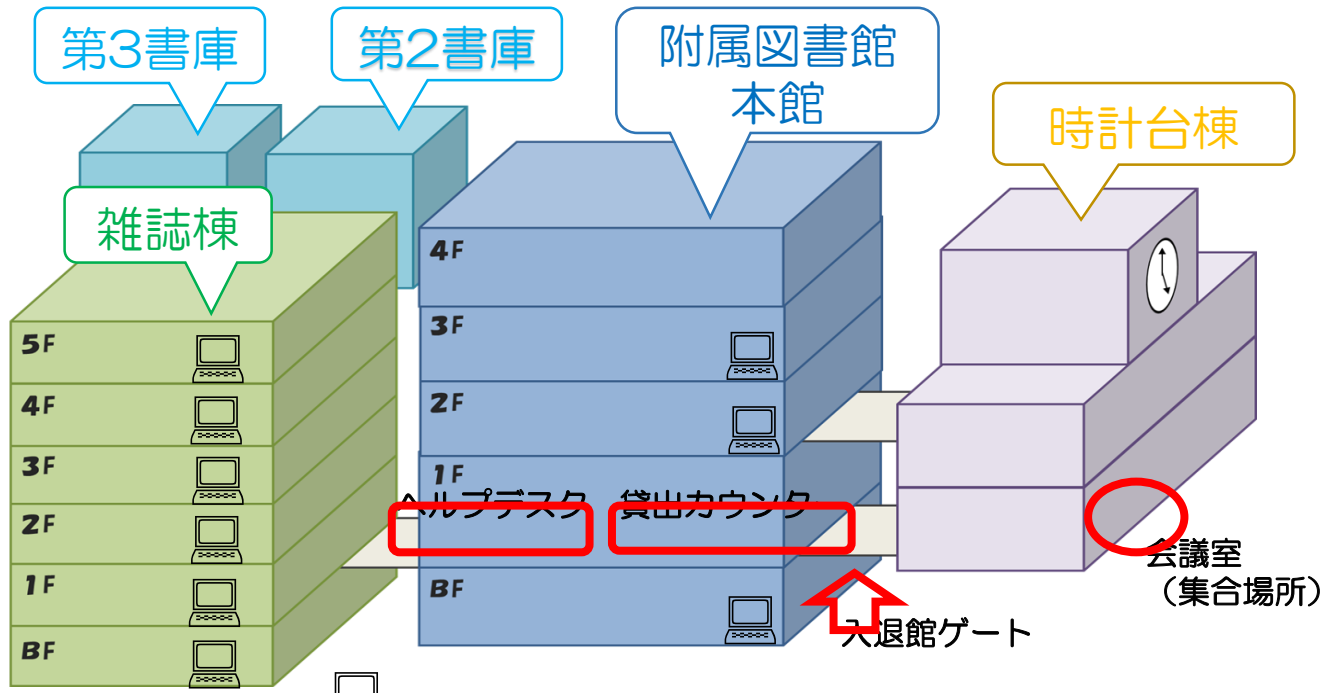 第3書庫
第2書庫
附属図書館
本館
時計台棟
雑誌棟
5F
4F
3F
2F
1F
BF
4F
3F
2F
1F
ヘルプデスク
貸出カウンター
BF
会議室
（集合場所）
入退館ゲート